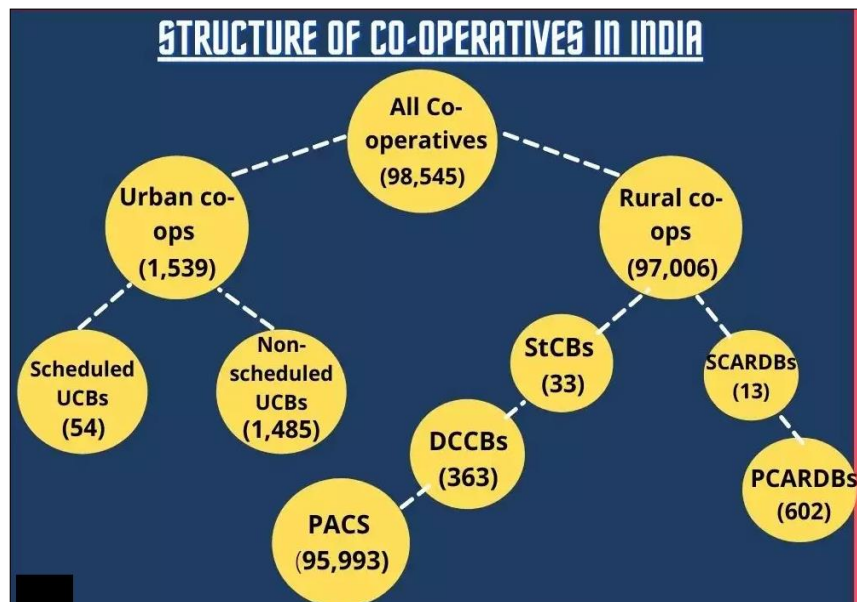 STRUCTURE OF CO-OPERATIVES IN INDIA
All Co-
operatives
(98,545)
Urban co-
ops
(1,539)
Rural co-
ops
(97,006)
Scheduled
UCBs
(54)
Non-
scheduled
UCBs
(1,485)
StCBs
(33)
SCARDBs
(13)
DCCBs
(363)
PCARDBs
(602)
PACS
(95,993)